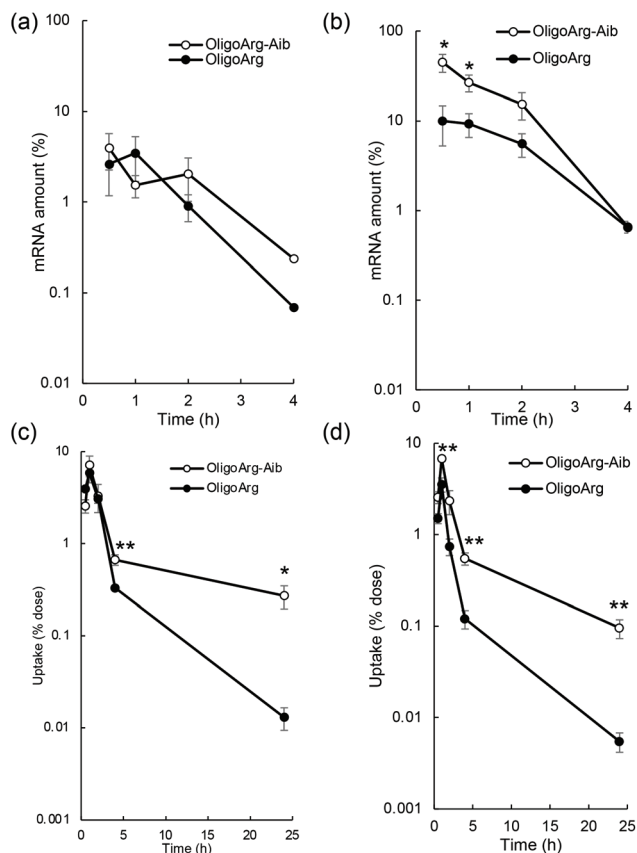 (a)
100
10
1
0.1
0.01
mRNA amount (%)
OligoArg-Aib
OligoArg
0 1 2 3 4
Time (h)
(b)
100
10
1
0.1
0.01
mRNA amount (%)
OligoArg-Aib
OligoArg
*
*
0 1 2 3 4
Time (h)
(c)
10
1
0.1
0.01
0.001
Uptake (% dose)
OligoArg-Aib
OligoArg
**
*
0 5 10 15 20 25
Time (h)
(d)
10
1
0.1
0.01
0.001
Uptake (% dose)
OligoArg-Aib
OligoArg
**
**
**
0 5 10 15 20 25
Time (h)